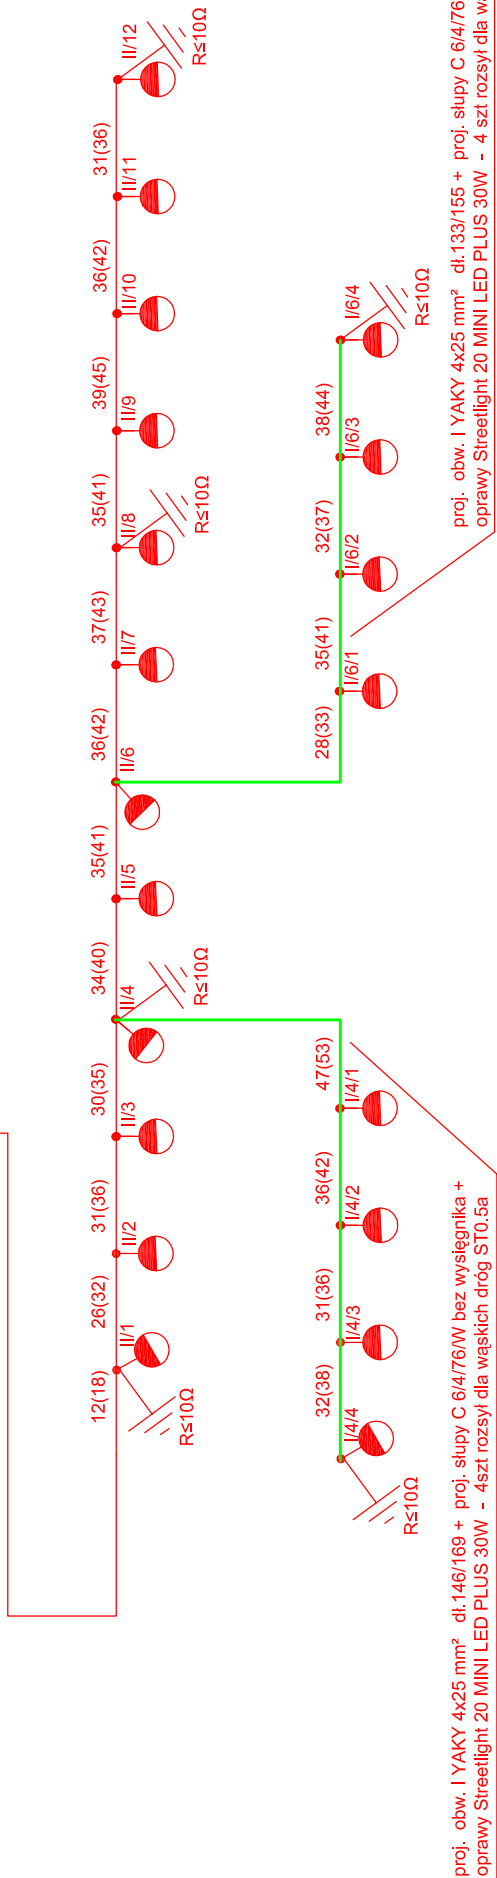 12(18)
II/1
R≤10Ω
26(32)
II/2
31(36)
II/3
30(35)
II/4
R≤10Ω
34(40)
II/5
35(41)
II/6
36(42)
II/7
37(43)
II/8
R≤10Ω
35(41)
II/9
39(45)
II/10
36(42)
II/11
31(36)
II/12
R≤10Ω
I/4/4
R≤10Ω
32(38)
I/4/3
31(36)
I/4/2
36(42)
I/4/1
47(53)
28(33)
I/6/1
35(41)
I/6/2
32(37)
I/6/3
38(44)
I/6/4
R≤10Ω
proj. obw. I YAKY 4x25 mm² dł.146/169 + proj. słupy C 6/4/76/W bez wysięgnika +
oprawy Streetlight 20 MINI LED PLUS 30W - 4szt rozsył dla wąskich dróg ST0.5a
proj. obw. I YAKY 4x25 mm² dł.133/155 + proj. słupy C 6/4/76
oprawy Streetlight 20 MINI LED PLUS 30W - 4 szt rozsył dla